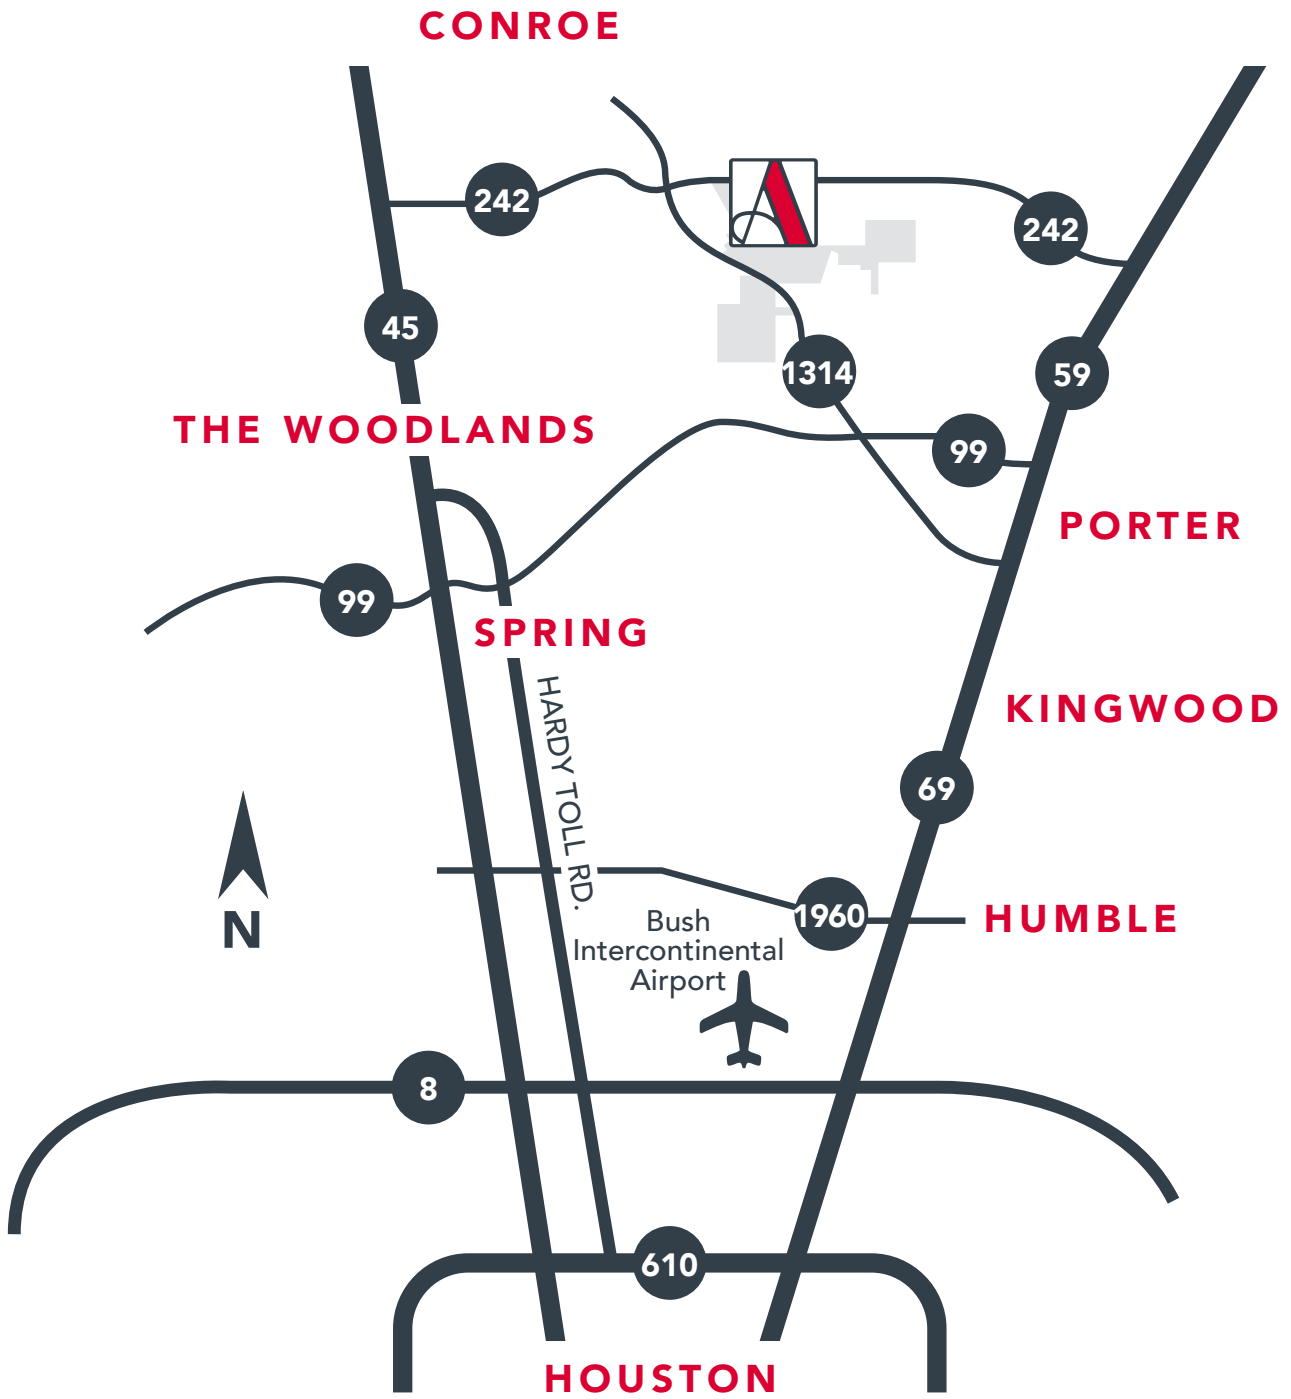 CONROE
242
242
45
1314
59
THE WOODLANDS
99
PORTER
99
SPRING
HARDY TOLL RD.
KINGWOOD
69
N
1960
HUMBLE
Bush
Intercontinental
Airport
8
610
HOUSTON